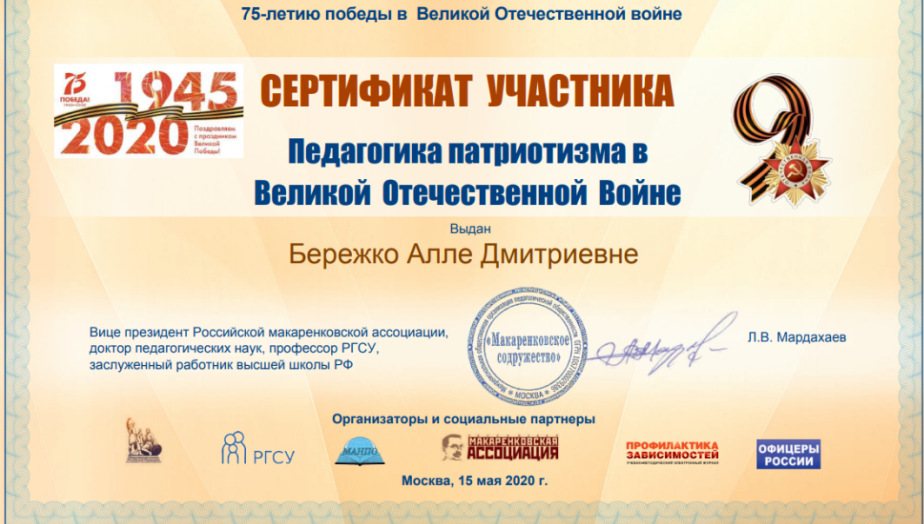 75-летию победы в Великой Отечественной войне
75
ПОБЕДА!
1945
2020
Поздравляем
с праздником
Великой
Победы!
СЕРТИФИКАТ УЧАСТНИКА
Педагогика патриотизма в
Великой Отечественной Войне
Выдан
Бережко Алле Дмитриевне
Вице президент Российской макаренковской ассоциации,
доктор педагогических наук, профессор РГСУ,
заслуженный работник высшей школы РФ
«Макаренковское
содружество»
МОСКВА
Л.В. Мардахаев
Организаторы и социальные партнеры
РГСУ
МАНПО
МАКАРЕНКОВСКАЯ
АССОЦИАЦИЯ
ПРОФИЛАКТИКА
ЗАВИСИМОСТЕЙ
ОФИЦЕРЫ
РОССИИ
Москва, 15 мая 2020 г.